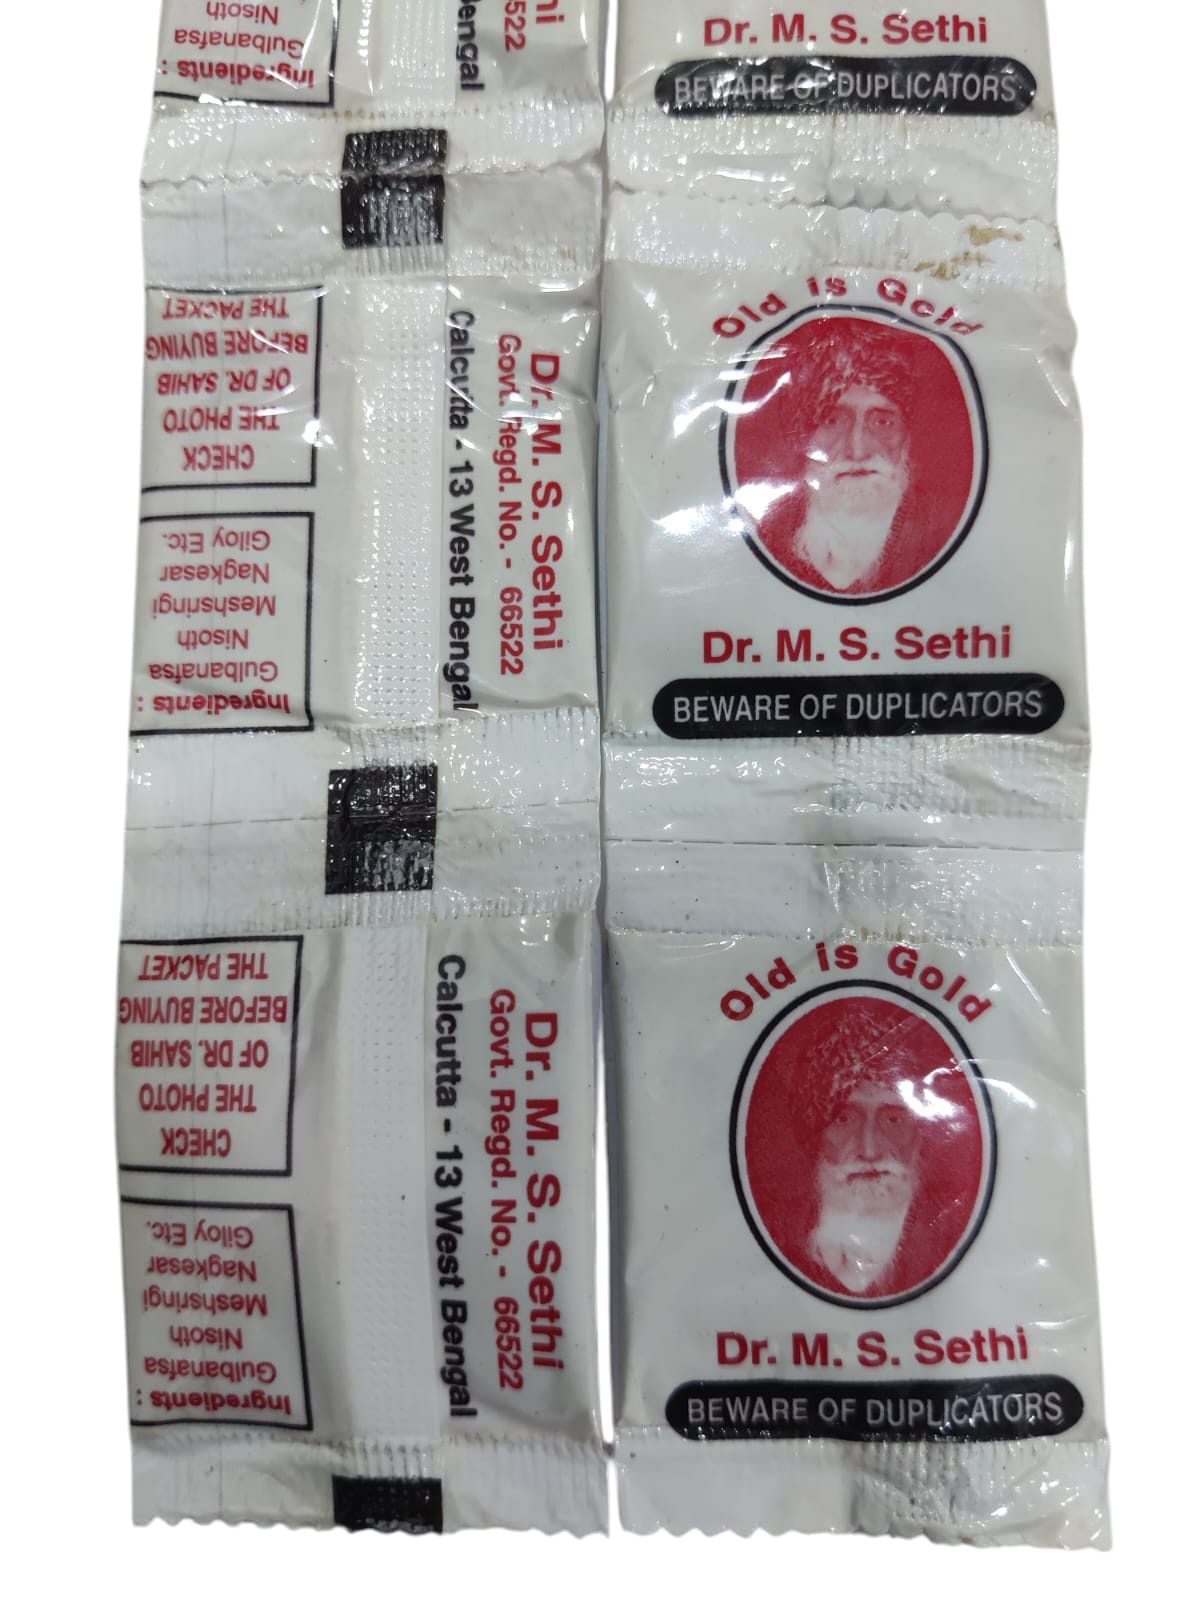 Ingredients :
Gulbanafsa
Nisoth
Bengal
hi
522
Dr. M. S. Sethi
BEWARE OF DUPLICATORS
CHECK
THE PHOTO
OF DR. SAHIB
BEFORE BUYING
THE PACKET
Ingredients :
Gulbanafsa
Nisoth
Meshsringi
Nagkesar
Giloy Etc.
Dr. M. S. Sethi
Govt. Regd. No. - 66522
Calcutta - 13 West Bengal
Old is Gold
Dr. M. S. Sethi
BEWARE OF DUPLICATORS
CHECK
THE PHOTO
OF DR. SAHIB
BEFORE BUYING
THE PACKET
Ingredients :
Gulbanafsa
Nisoth
Meshsringi
Nagkesar
Giloy Etc.
Dr. M. S. Sethi
Govt. Regd. No. - 66522
Calcutta - 13 West Bengal
Old is Gold
Dr. M. S. Sethi
BEWARE OF DUPLICATORS